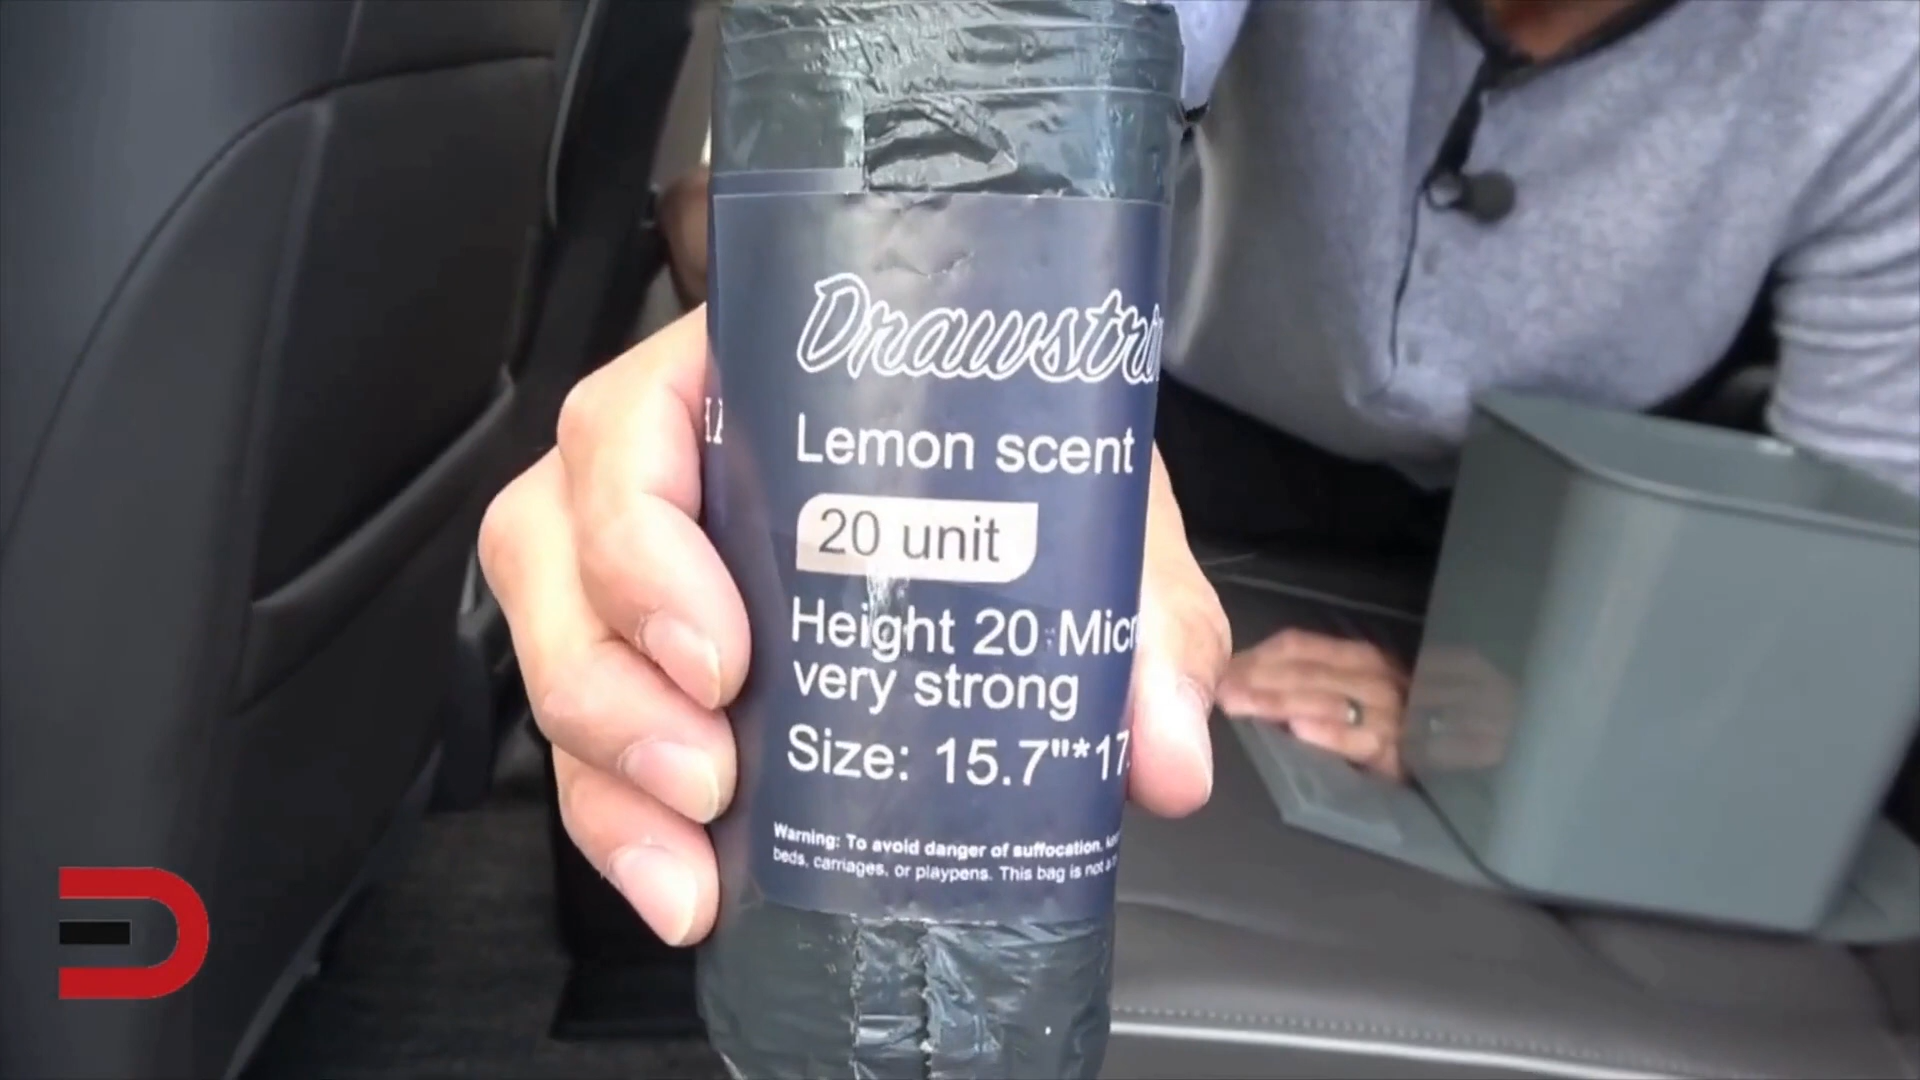 Drawstri
Lemon scent
20 unit
Height 20 Micr
very strong
Size: 15.7"*17.
Warning: To avoid danger of suffocation,
beds, carriages, or playpens. This bag is not a